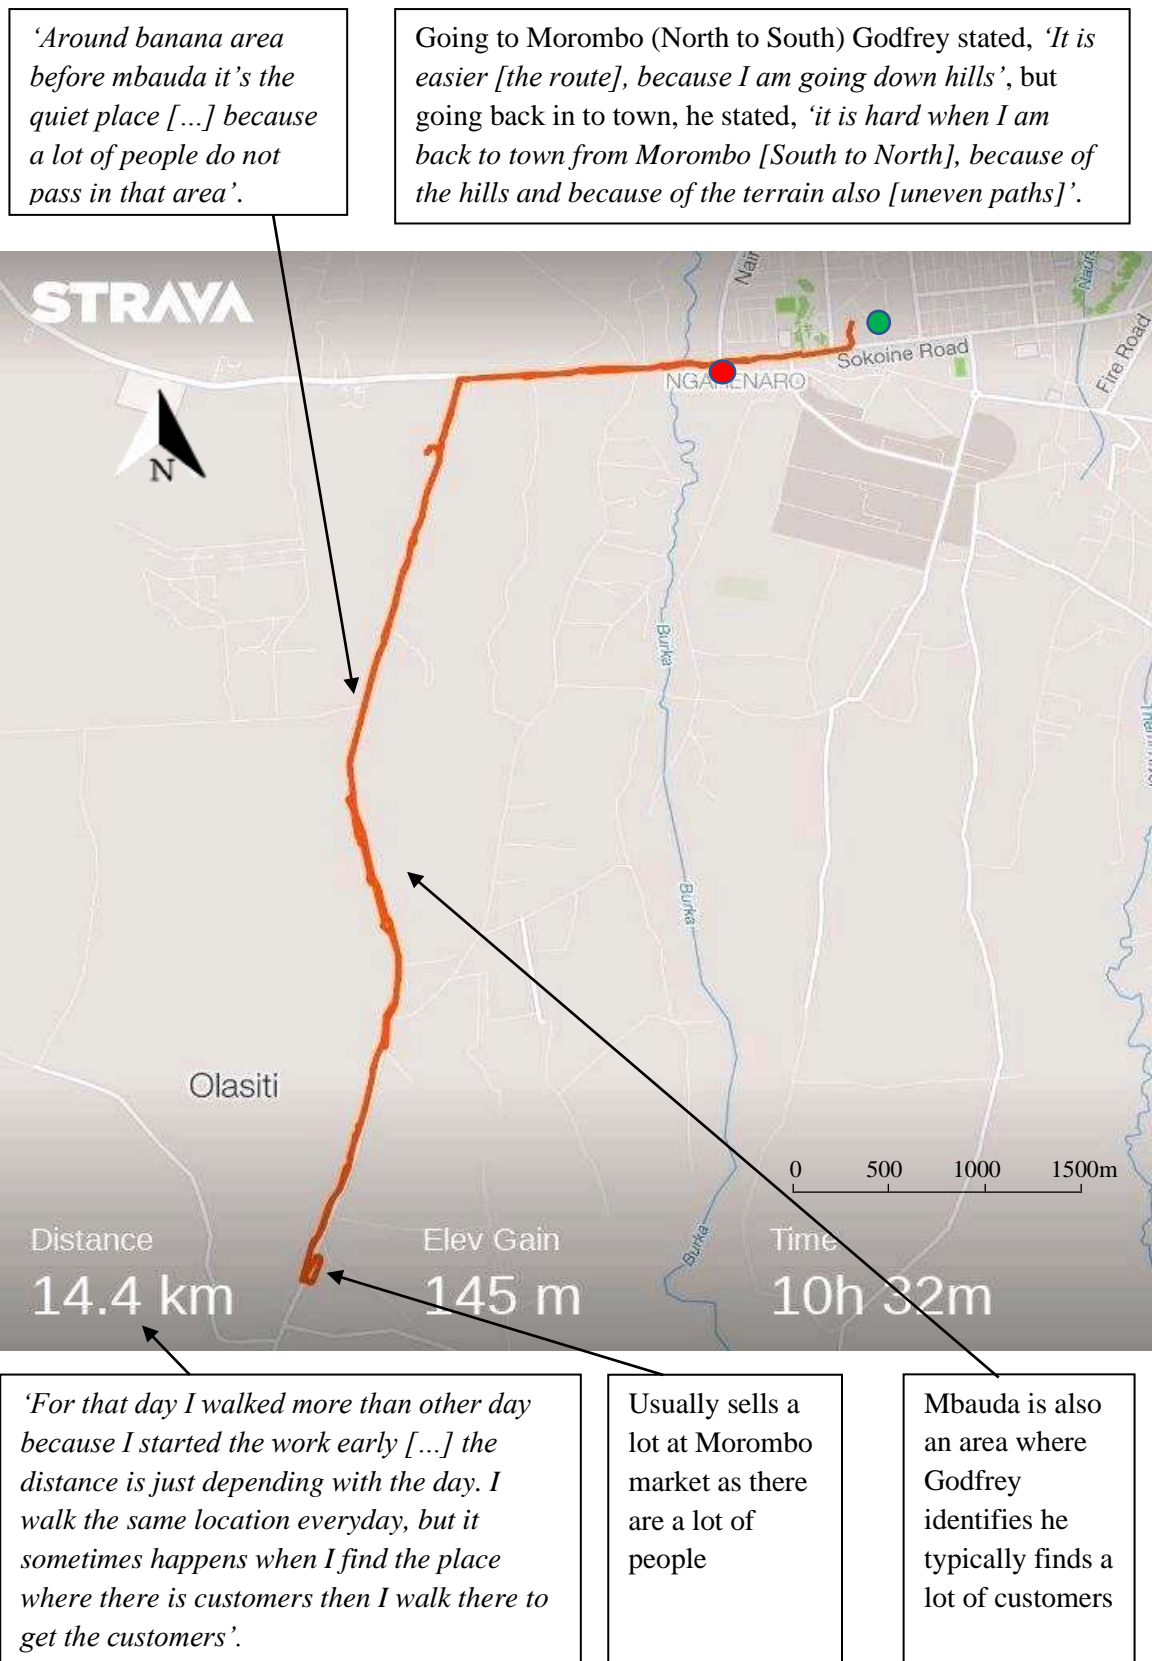 ‘Around banana area
before mbauda it’s the
quiet place […] because
a lot of people do not
pass in that area’.
Going to Morombo (North to South) Godfrey stated, ‘It is
easier [the route], because I am going down hills’, but
going back in to town, he stated, ‘it is hard when I am
back to town from Morombo [South to North], because of
the hills and because of the terrain also [uneven paths]’.
STRAVA
N
Sokoine Road
Fire Road
Burka
Burka
Burka
Olasiti
0 500 1000 1500m
Distance
14.4 km
Elev Gain
145 m
Time
10h 32m
‘For that day I walked more than other day
because I started the work early […] the
distance is just depending with the day. I
walk the same location everyday, but it
sometimes happens when I find the place
where there is customers then I walk there to
get the customers’.
Usually sells a
lot at Morombo
market as there
are a lot of
people
Mbauda is also
an area where
Godfrey
identifies he
typically finds a
lot of customers